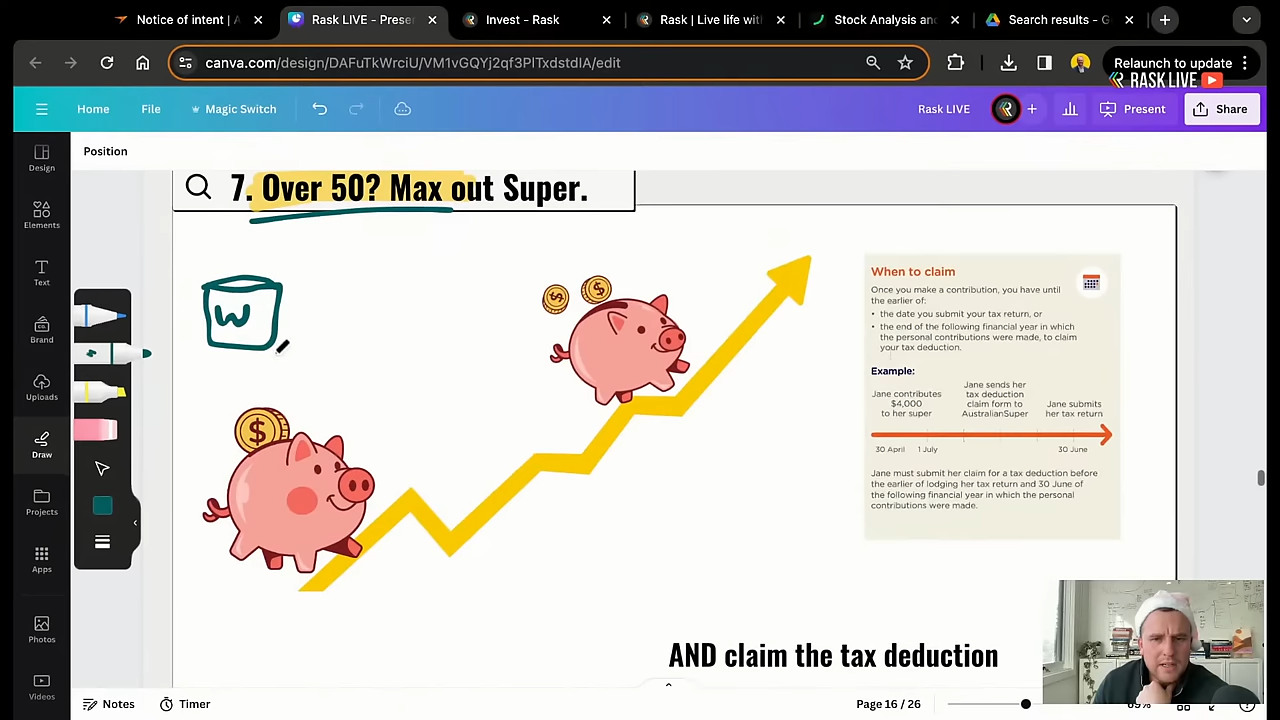 Notice of intent | A
Rask LIVE - Prese
Invest - Rask
Rask | Live life wit
Stock Analysis an
Search results - G
canva.com/design/DAFuTkWrciU/VM1vGQYj2qf3PlTxdstdIA/edit
Relaunch to update
RASK LIVE
Home
File
Magic Switch
Rask LIVE
Present
Share
Position
Design
Elements
Text
Brand
Uploads
Draw
Projects
Apps
Photos
Videos
7. Over 50? Max out Super.
W
$ $
$
When to claim
Once you make a contribution, you have until
the earlier of:
• the date you submit your tax return, or
• the end of the following financial year in which
the personal contributions were made, to claim
your tax deduction.
Example:
Jane contributes
$4,000
to her super
Jane sends her
tax deduction
claim form to
AustralianSuper
Jane submits
her tax return
30 April 1 July 30 June
Jane must submit her claim for a tax deduction before
the earlier of lodging her tax return and 30 June of
the following financial year in which the personal
contributions were made.
AND claim the tax deduction
Notes
Timer
Page 16 / 26